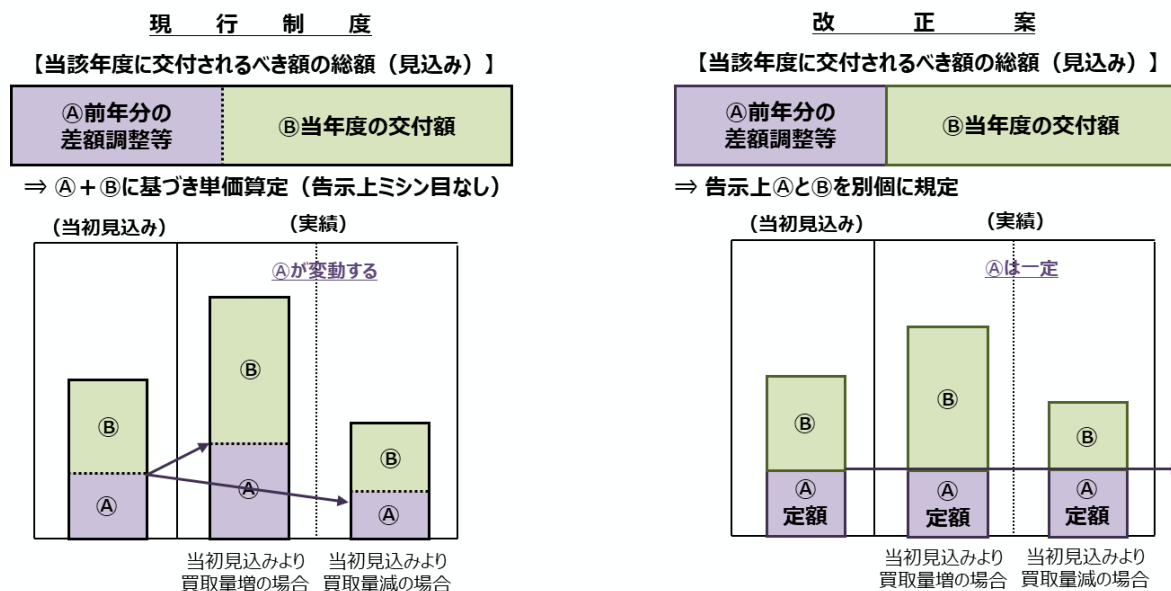 現行制度
【当該年度に交付されるべき額の総額（見込み）】
Ⓐ前年分の
差額調整等
Ⓑ当年度の交付額
⇒ Ⓐ＋Ⓑに基づき単価算定（告示上ミシン目なし）
（当初見込み）
（実績）
Ⓐが変動する
Ⓑ
Ⓐ
Ⓑ
Ⓐ
Ⓑ
Ⓐ
当初見込みより
買取量増の場合
当初見込みより
買取量減の場合
改正案
【当該年度に交付されるべき額の総額（見込み）】
Ⓐ前年分の
差額調整等
Ⓑ当年度の交付額
⇒ 告示上ⒶとⒷを別個に規定
（当初見込み）
（実績）
Ⓐは一定
Ⓑ
Ⓐ
定額
Ⓑ
Ⓐ
定額
Ⓑ
Ⓐ
定額
当初見込みより
買取量増の場合
当初見込みより
買取量減の場合